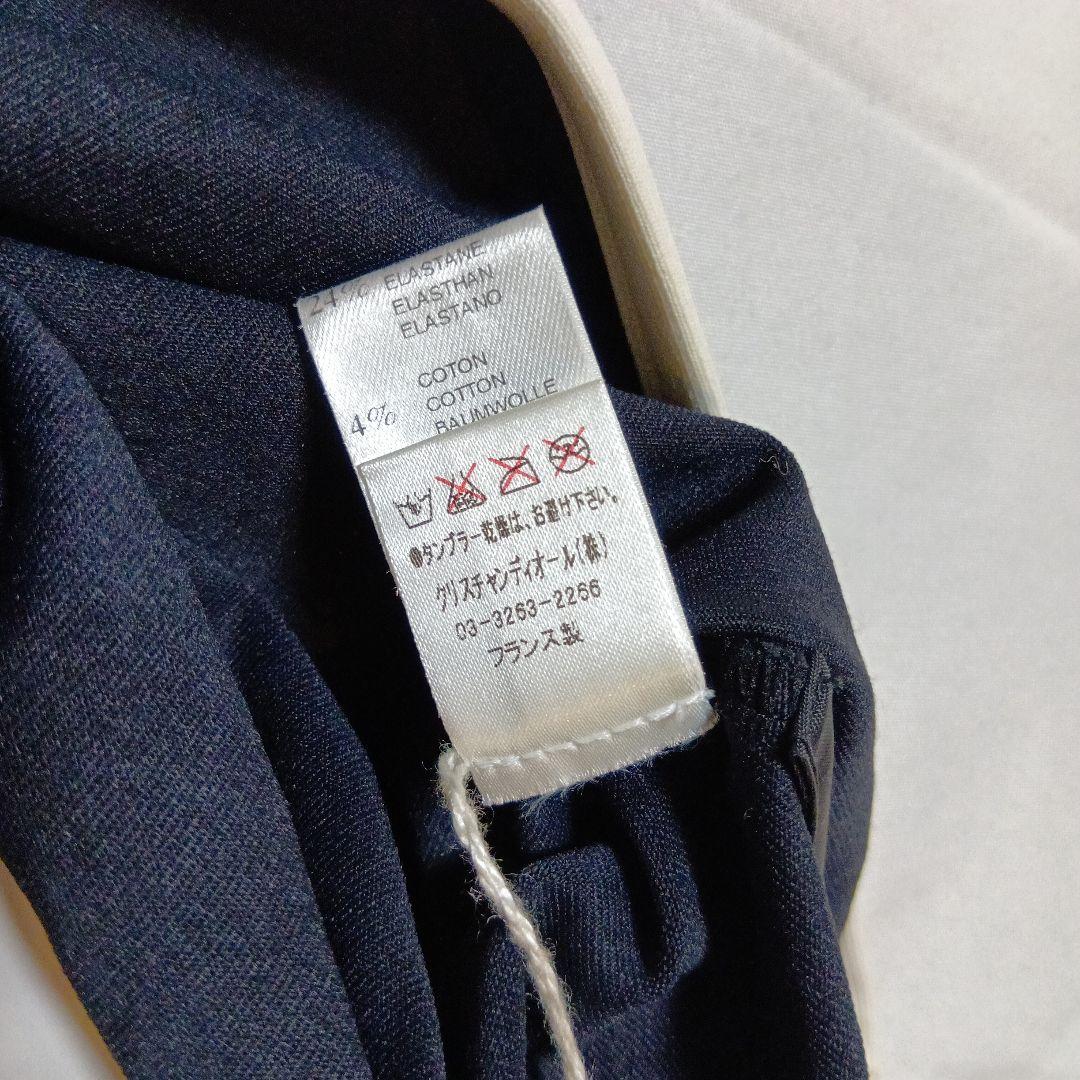 24% ELASTANE
ELASTHAN
ELASTANO
COTON
4% COTTON
BAUMWOLLE
●タンブラー乾燥は、お避け下さい。
クリスチャンディオール(株)
03-3263-2266
フランス製